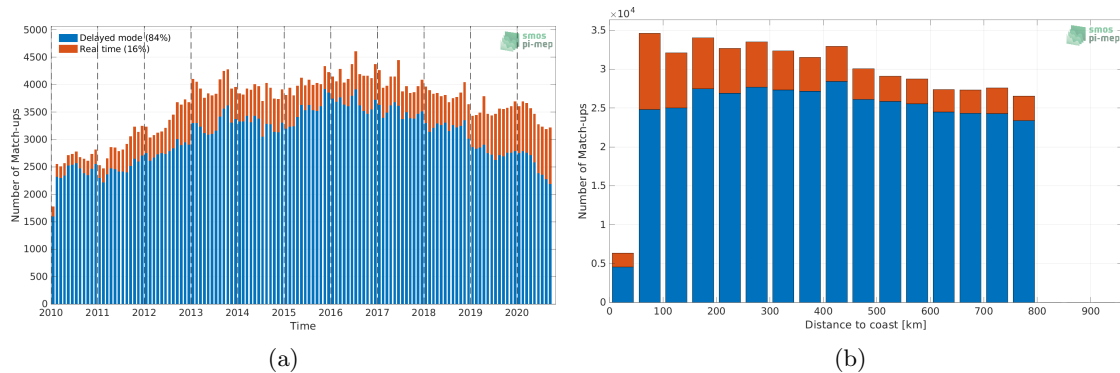 Delayed mode (84%)
Real time (16%)
smos
pi-mep
5000
4500
4000
3500
3000
2500
2000
1500
1000
500
0
Number of Match-ups
2010 2011 2012 2013 2014 2015 2016 2017 2018 2019 2020
Time
(a)
×10⁴
smos
pi-mep
3.5
3
2.5
2
1.5
1
0.5
0
Number of Match-ups
0 100 200 300 400 500 600 700 800 900
Distance to coast [km]
(b)